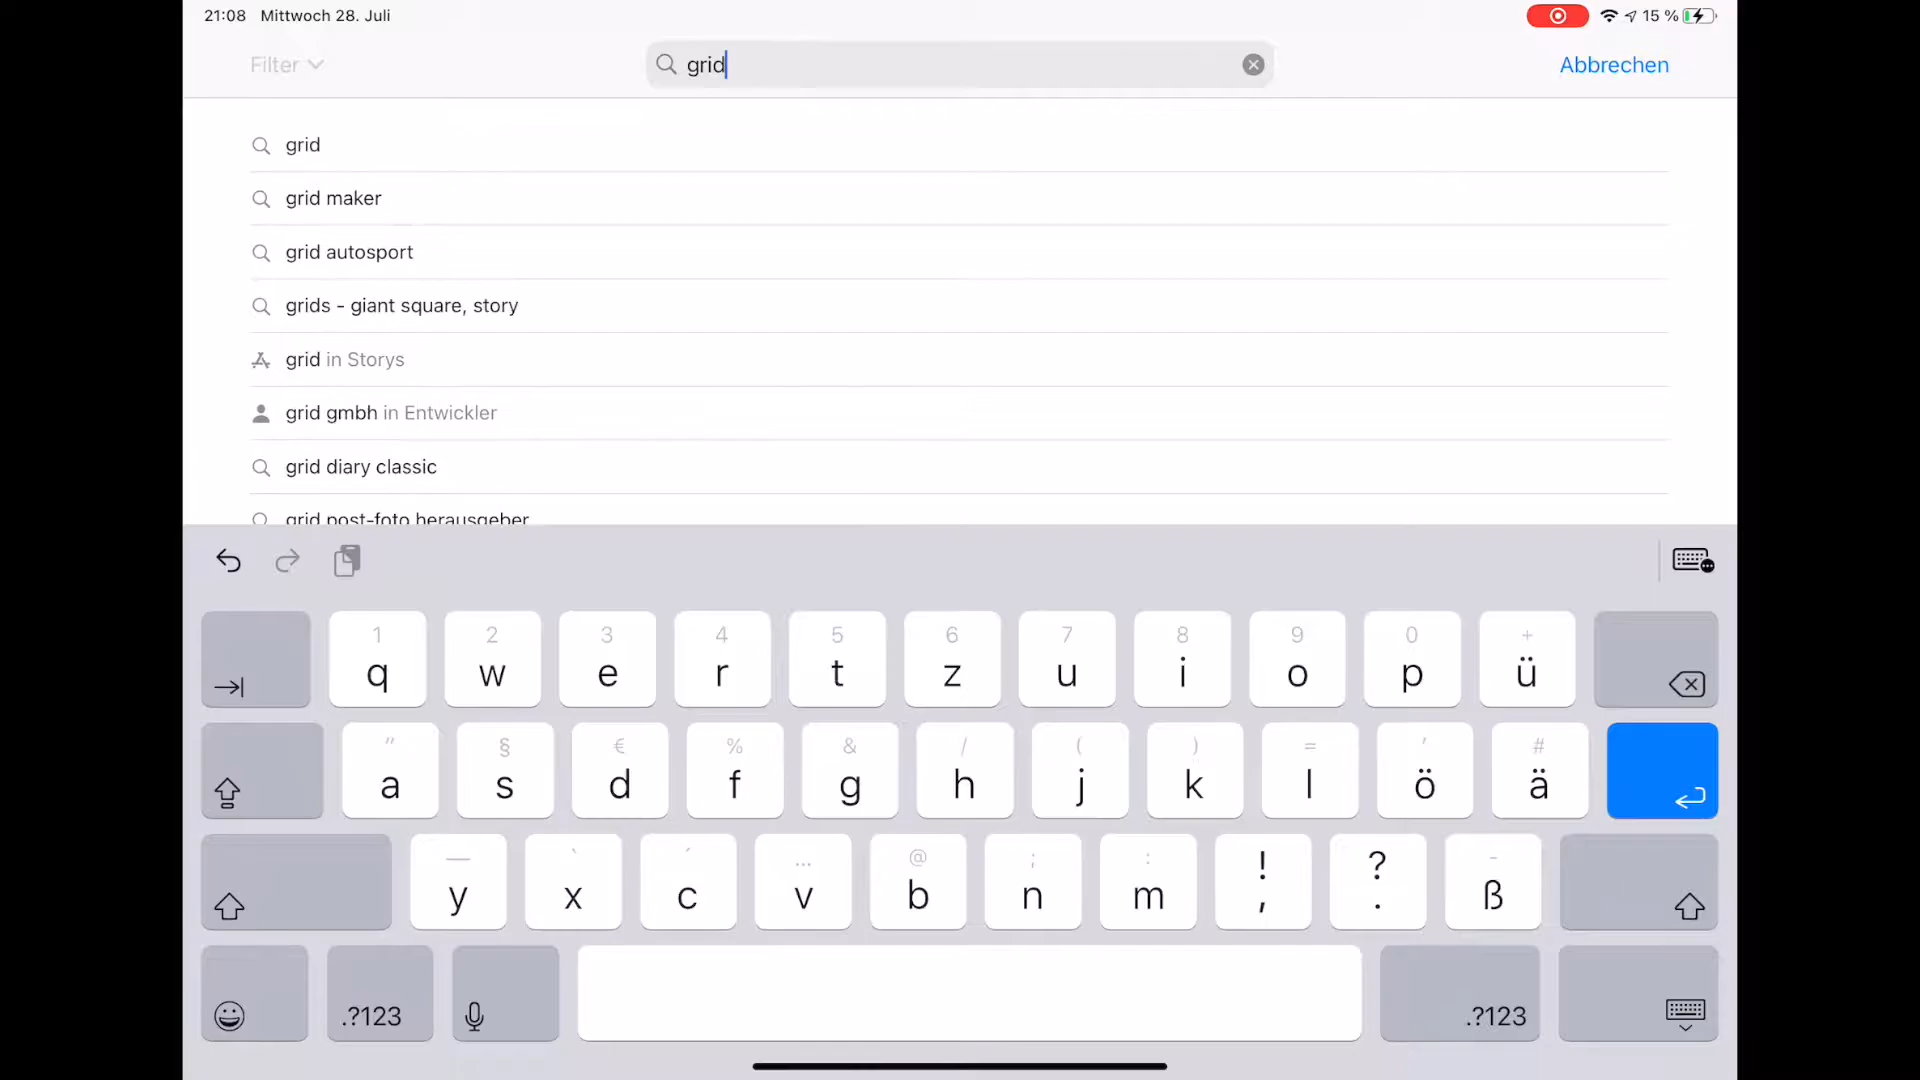 21:08 Mittwoch 28. Juli 15 %
Filter grid Abbrechen
grid
grid maker
grid autosport
grids - giant square, story
grid in Storys
grid gmbh in Entwickler
grid diary classic
grid post-foto herausgeber
1 2 3 4 5 6 7 8 9 0 +
q w e r t z u i o p ü
" § € % & / ( ) = ' #
a s d f g h j k l ö ä
— ` ´ … @ ; : ! ? -
y x c v b n m , . ß
.?123 .?123